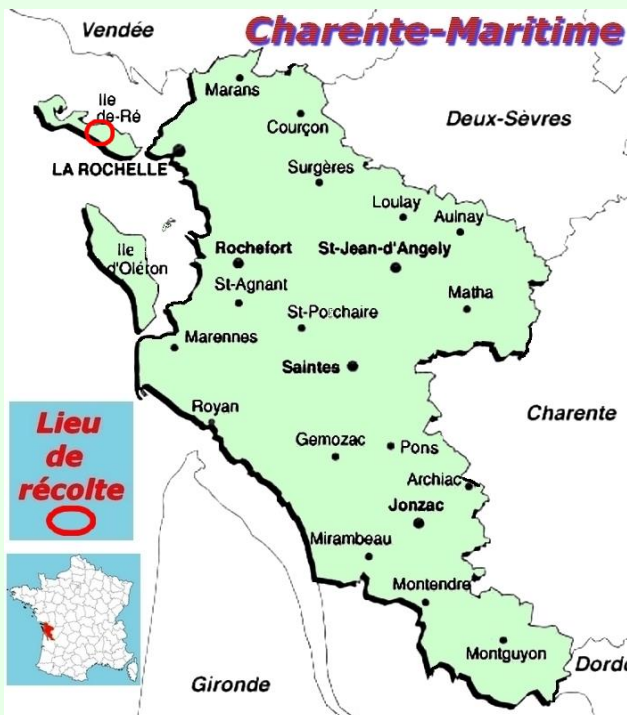 Vendée
Charente-Maritime
Marans
Ile
de-Ré
Courçon
Deux-Sèvres
LA ROCHELLE
Surgères
Loulay
Aulnay
Ile
d'Oléron
Rochefort
St-Jean-d'Angely
St-Agnant
Matha
St-Porchaire
Marennes
Saintes
Royan
Charente
Lieu
de
récolte
Gemozac
Pons
Archiac
Jonzac
Mirambeau
Montendre
Montguyon
Dordo
Gironde